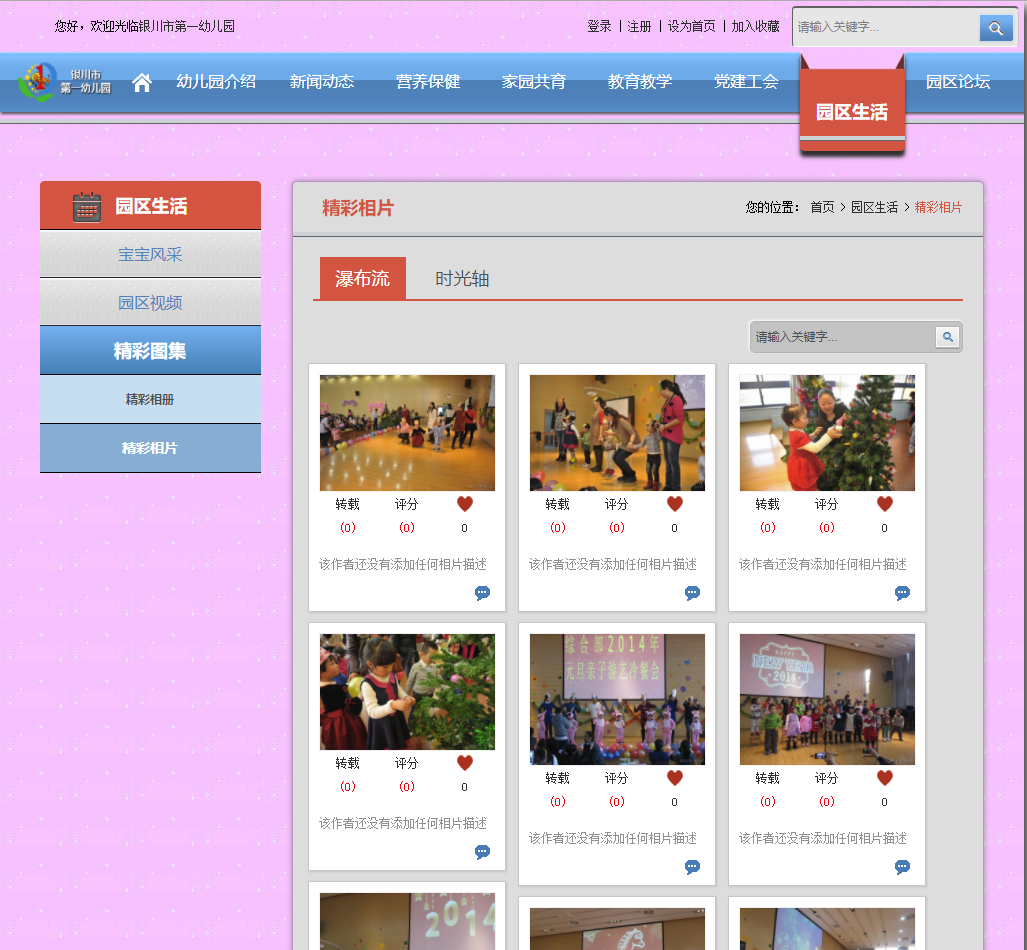 您好，欢迎光临银川市第一幼儿园
登录 | 注册 | 设为首页 | 加入收藏
请输入关键字...
银川市
第一幼儿园
幼儿园介绍 新闻动态 营养保健 家园共育 教育教学 党建工会 园区生活 园区论坛
园区生活
宝宝风采
园区视频
精彩图集
精彩相册
精彩相片
精彩相片
您的位置： 首页 > 园区生活 > 精彩相片
瀑布流 时光轴
请输入关键字...
转载 评分
(0) (0) 0
该作者还没有添加任何相片描述
转载 评分
(0) (0) 0
该作者还没有添加任何相片描述
转载 评分
(0) (0) 0
该作者还没有添加任何相片描述
转载 评分
(0) (0) 0
该作者还没有添加任何相片描述
综合部2014年
元旦亲子游艺冷餐会
转载 评分
(0) (0) 0
该作者还没有添加任何相片描述
HAPPY
NEW YEAR
2014
转载 评分
(0) (0) 0
该作者还没有添加任何相片描述
2014